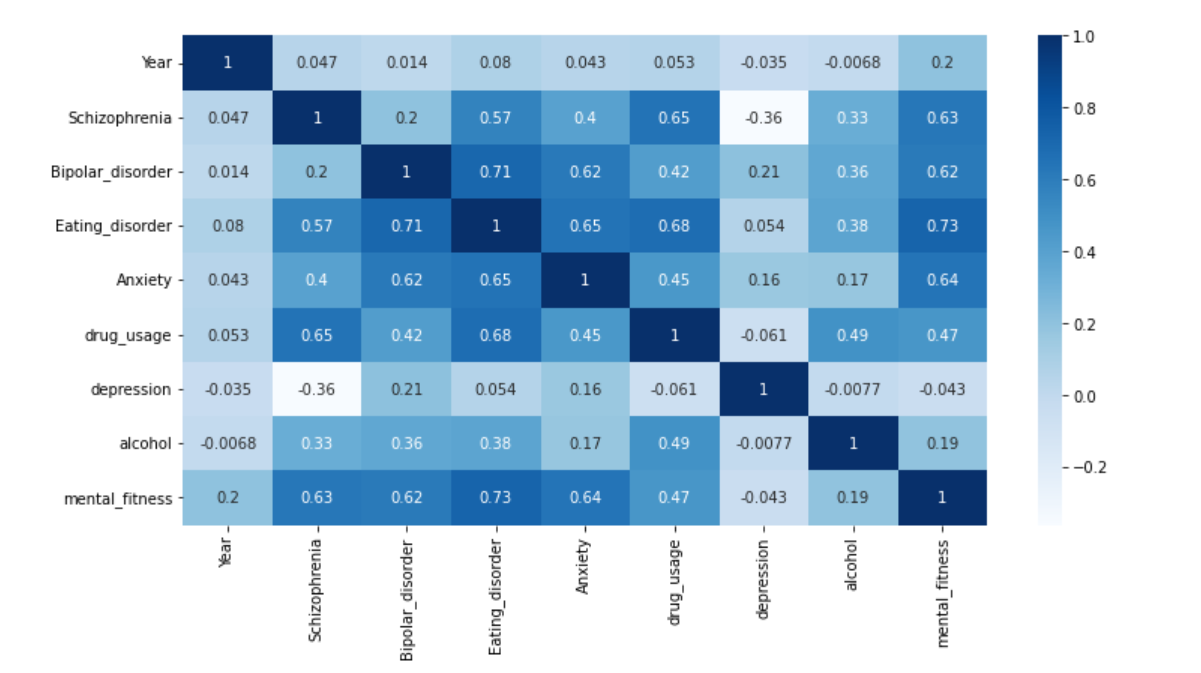 Year 1 0.047 0.014 0.08 0.043 0.053 -0.035 -0.0068 0.2
Schizophrenia 0.047 1 0.2 0.57 0.4 0.65 -0.36 0.33 0.63
Bipolar_disorder 0.014 0.2 1 0.71 0.62 0.42 0.21 0.36 0.62
Eating_disorder 0.08 0.57 0.71 1 0.65 0.68 0.054 0.38 0.73
Anxiety 0.043 0.4 0.62 0.65 1 0.45 0.16 0.17 0.64
drug_usage 0.053 0.65 0.42 0.68 0.45 1 -0.061 0.49 0.47
depression -0.035 -0.36 0.21 0.054 0.16 -0.061 1 -0.0077 -0.043
alcohol -0.0068 0.33 0.36 0.38 0.17 0.49 -0.0077 1 0.19
mental_fitness 0.2 0.63 0.62 0.73 0.64 0.47 -0.043 0.19 1
Year
Schizophrenia
Bipolar_disorder
Eating_disorder
Anxiety
drug_usage
depression
alcohol
mental_fitness
1.0
0.8
0.6
0.4
0.2
0.0
−0.2